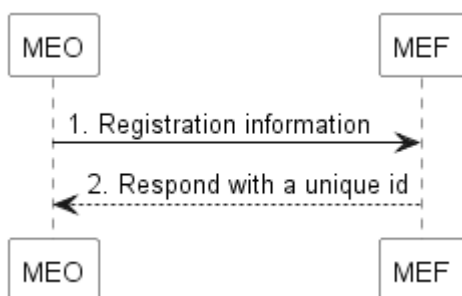 MEO MEF
1. Registration information
2. Respond with a unique id
MEO MEF